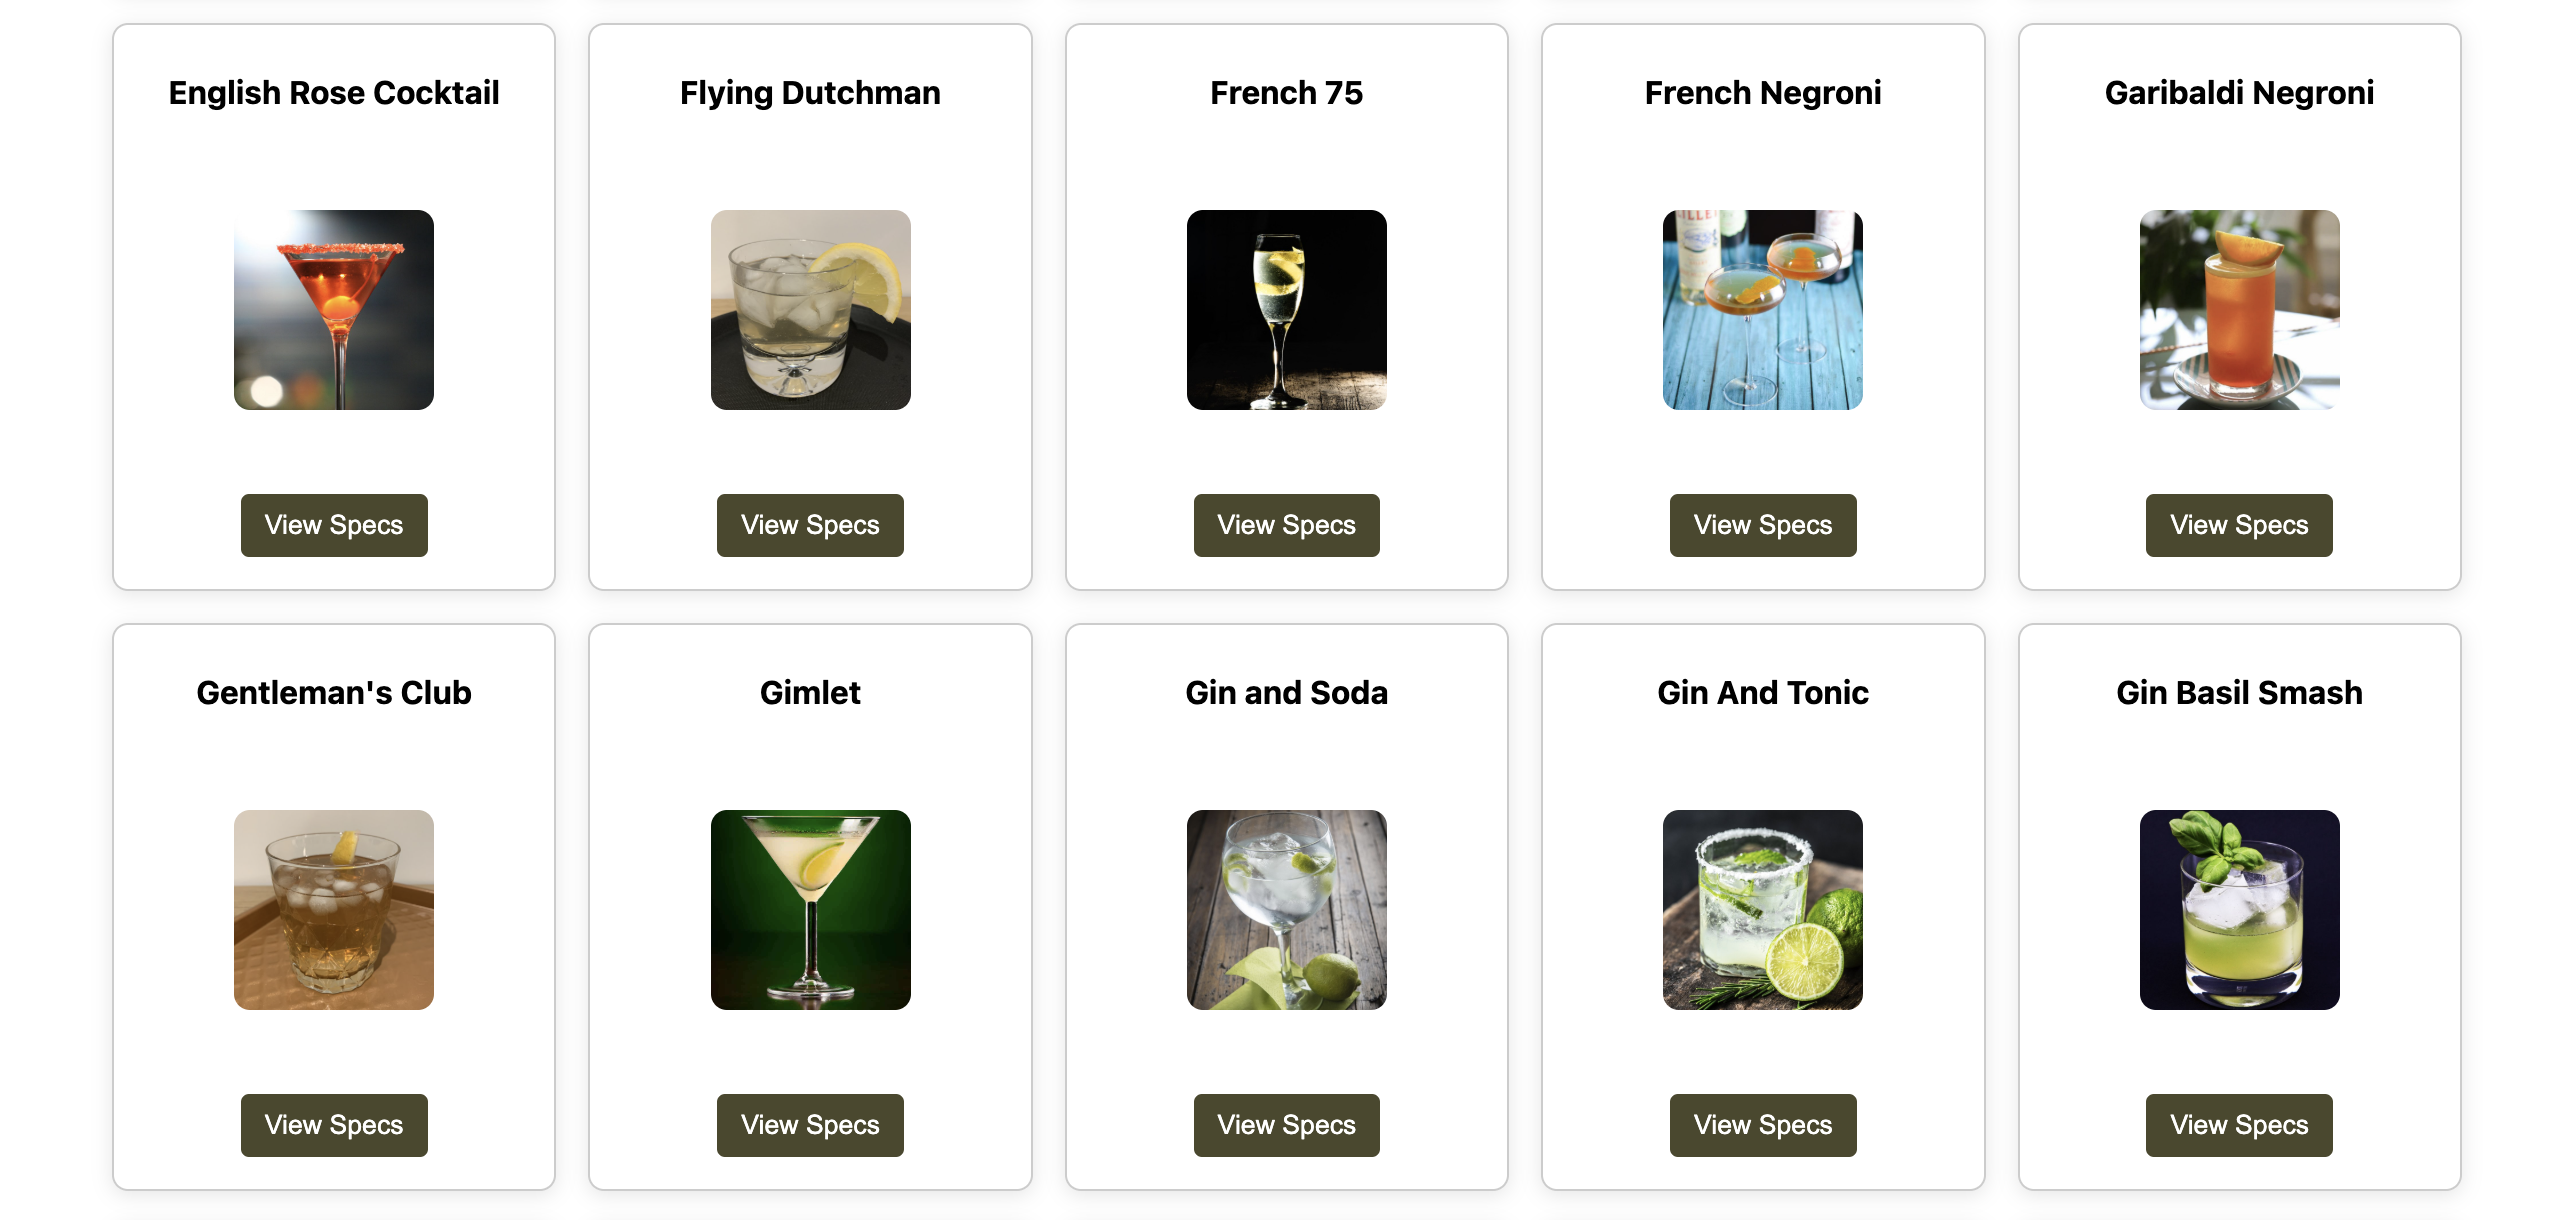 English Rose Cocktail
Flying Dutchman
French 75
French Negroni
Garibaldi Negroni
View Specs
View Specs
View Specs
View Specs
View Specs
Gentleman's Club
Gimlet
Gin and Soda
Gin And Tonic
Gin Basil Smash
View Specs
View Specs
View Specs
View Specs
View Specs